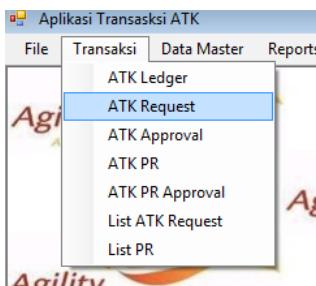 Aplikasi Transasksi ATK
File Transaksi Data Master Reports
ATK Ledger
ATK Request
ATK Approval
ATK PR
ATK PR Approval
List ATK Request
List PR
Agility